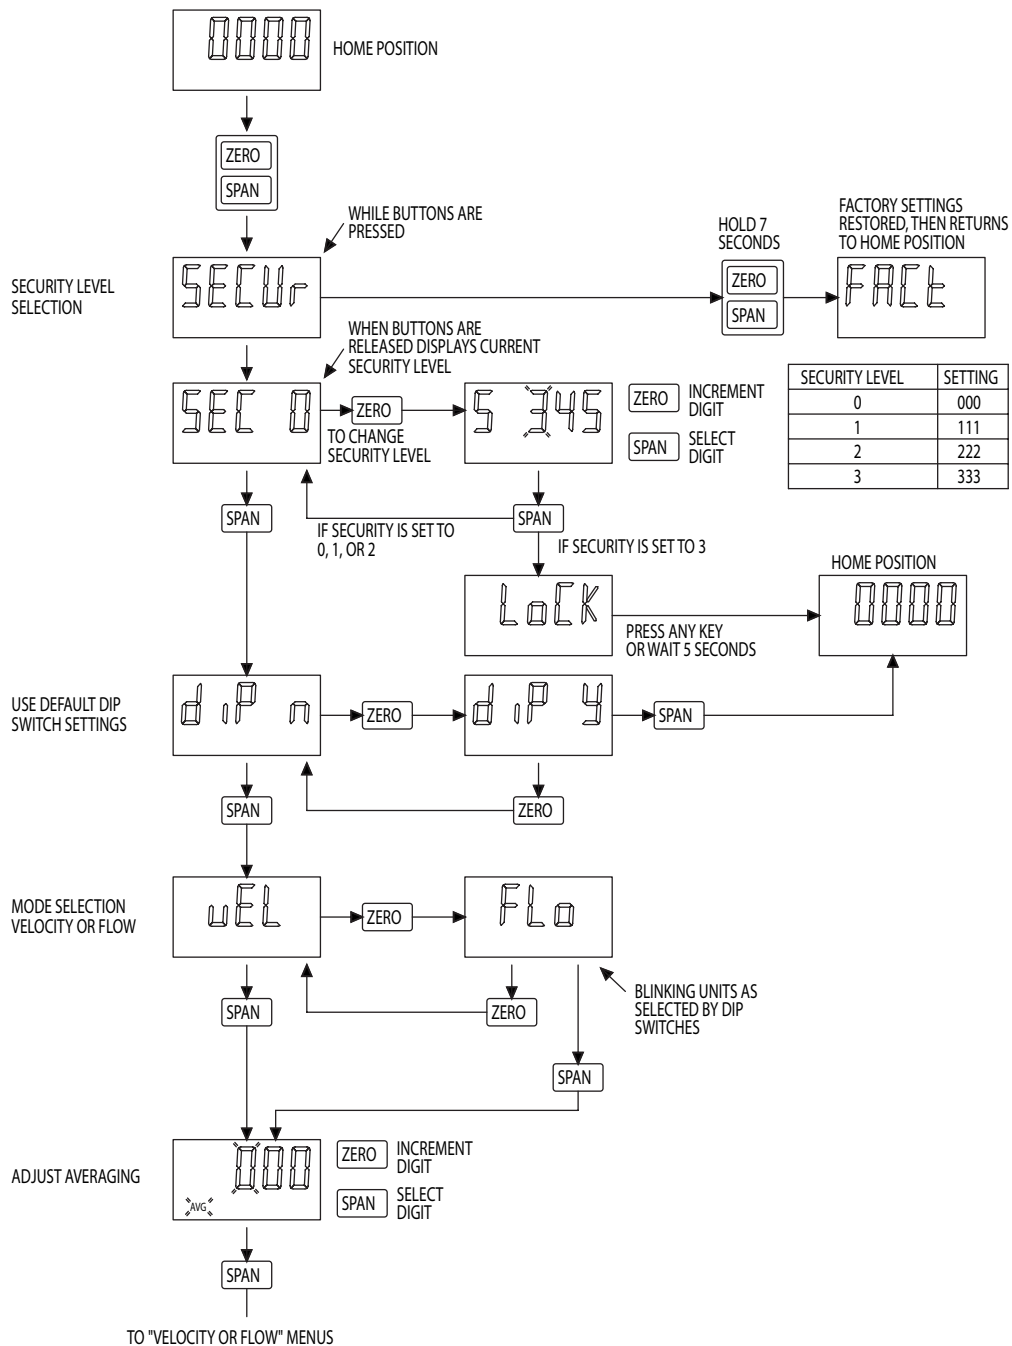 0000
HOME POSITION
ZERO
SPAN
WHILE BUTTONS ARE
PRESSED
SECURITY LEVEL
SELECTION
SECUr
HOLD 7
SECONDS
ZERO
SPAN
FACTORY SETTINGS
RESTORED, THEN RETURNS
TO HOME POSITION
FACt
WHEN BUTTONS ARE
RELEASED DISPLAYS CURRENT
SECURITY LEVEL
SEC 0
ZERO
TO CHANGE
SECURITY LEVEL
S 345
ZERO
INCREMENT
DIGIT
SPAN
SELECT
DIGIT
SECURITY LEVEL SETTING
0 000
1 111
2 222
3 333
SPAN
IF SECURITY IS SET TO
0, 1, OR 2
SPAN
IF SECURITY IS SET TO 3
LoCK
PRESS ANY KEY
OR WAIT 5 SECONDS
HOME POSITION
0000
USE DEFAULT DIP
SWITCH SETTINGS
diP n
ZERO
diP y
SPAN
SPAN
ZERO
MODE SELECTION
VELOCITY OR FLOW
uEL
ZERO
FLo
BLINKING UNITS AS
SELECTED BY DIP
SWITCHES
SPAN
ZERO
SPAN
ADJUST AVERAGING
000
AVG
ZERO
INCREMENT
DIGIT
SPAN
SELECT
DIGIT
SPAN
TO "VELOCITY OR FLOW" MENUS